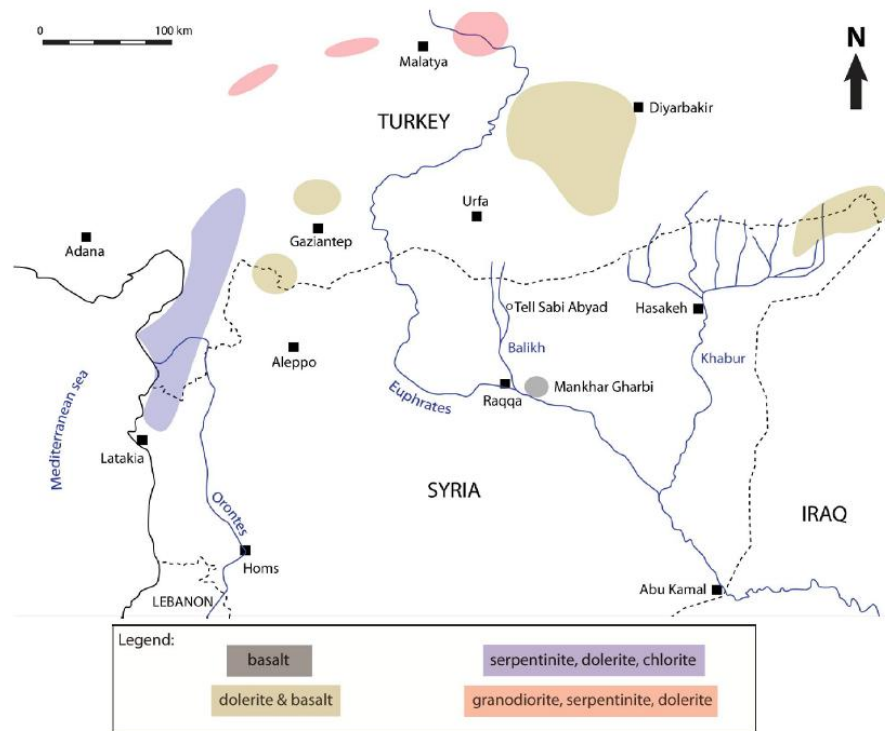 0 100 km
N
Malatya
TURKEY
Diyarbakir
Urfa
Adana
Gaziantep
Tell Sabi Abyad
Hasakeh
Aleppo
Balikh
Khabur
Euphrates
Raqqa
Mankhar Gharbi
Mediterranean sea
Latakia
SYRIA
Orontes
IRAQ
Homs
Abu Kamal
LEBANON
Legend:
basalt
serpentinite, dolerite, chlorite
dolerite & basalt
granodiorite, serpentinite, dolerite